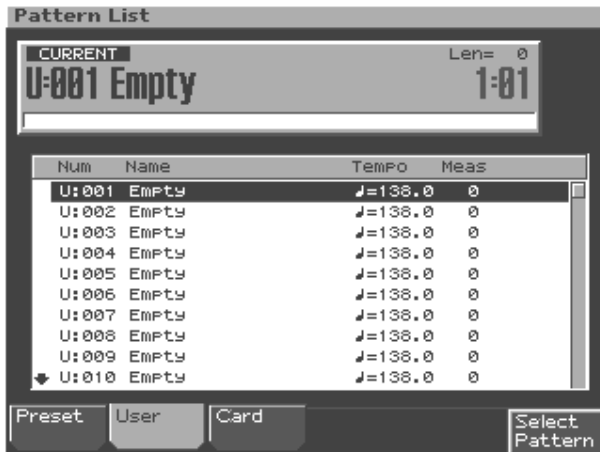 Pattern List
CURRENT Len= 0
U:001 Empty 1:01
Num Name Tempo Meas
U:001 Empty ♩=138.0 0
U:002 Empty ♩=138.0 0
U:003 Empty ♩=138.0 0
U:004 Empty ♩=138.0 0
U:005 Empty ♩=138.0 0
U:006 Empty ♩=138.0 0
U:007 Empty ♩=138.0 0
U:008 Empty ♩=138.0 0
U:009 Empty ♩=138.0 0
U:010 Empty ♩=138.0 0
Preset User Card Select
Pattern